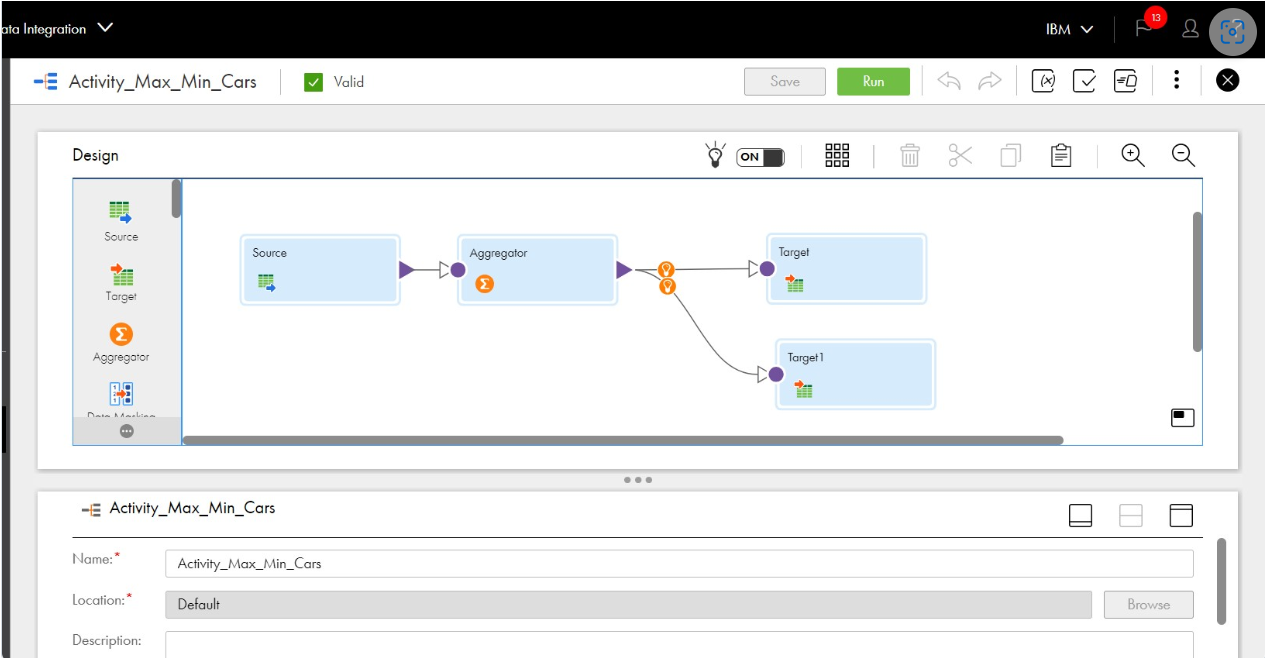 ata Integration
IBM
13
Activity_Max_Min_Cars
Valid
Save
Run
(x)
Design
ON
Source
Target
Aggregator
Data Masking
Source
Aggregator
Target
Target1
Activity_Max_Min_Cars
Name:*
Activity_Max_Min_Cars
Location:*
Default
Browse
Description: